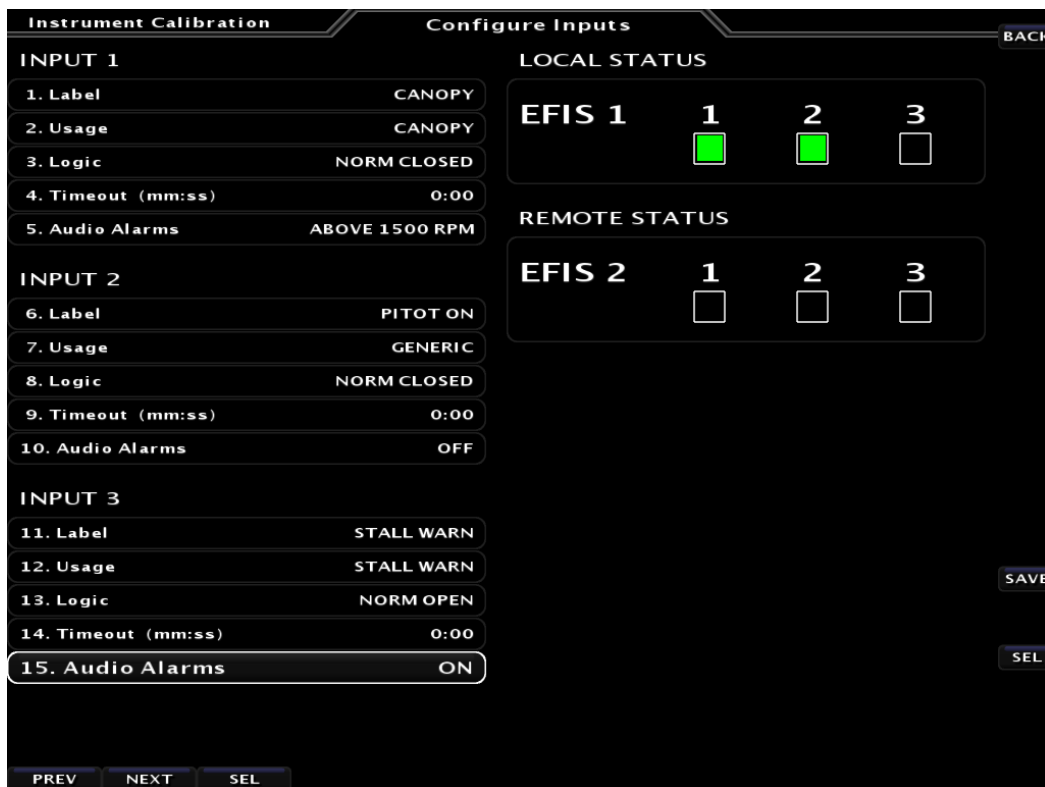 Instrument Calibration
Configure Inputs
BACK
INPUT 1
1. Label CANOPY
2. Usage CANOPY
3. Logic NORM CLOSED
4. Timeout (mm:ss) 0:00
5. Audio Alarms ABOVE 1500 RPM
INPUT 2
6. Label PITOT ON
7. Usage GENERIC
8. Logic NORM CLOSED
9. Timeout (mm:ss) 0:00
10. Audio Alarms OFF
INPUT 3
11. Label STALL WARN
12. Usage STALL WARN
13. Logic NORM OPEN
14. Timeout (mm:ss) 0:00
15. Audio Alarms ON
LOCAL STATUS
EFIS 1 1 2 3
REMOTE STATUS
EFIS 2 1 2 3
SAVE
SEL
PREV NEXT SEL